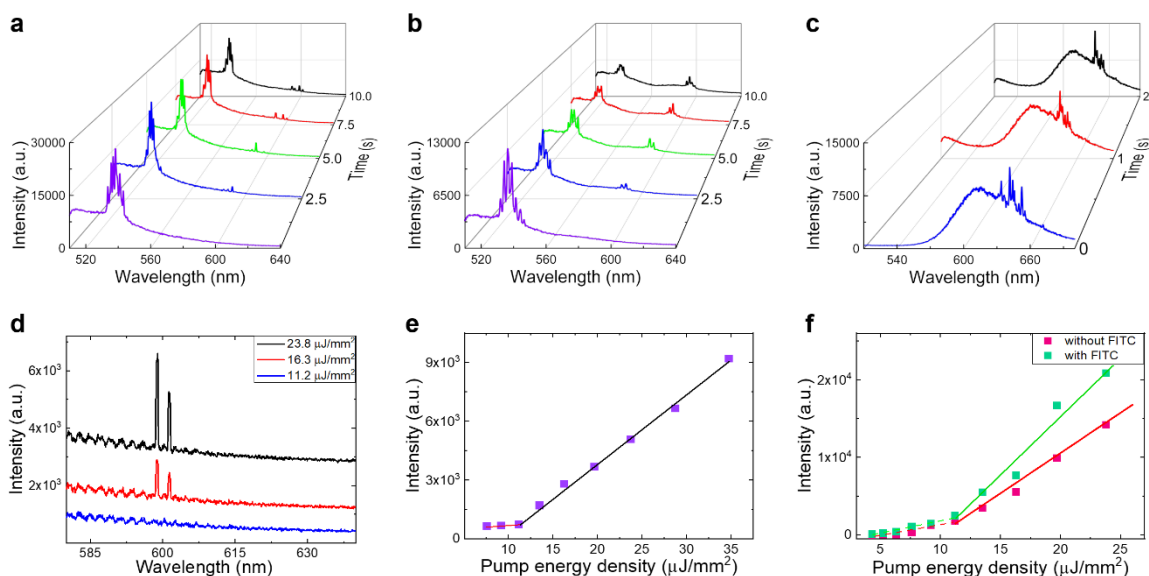 a
b
c
30000
15000
0
Intensity (a.u.)
520
560
600
640
Wavelength (nm)
2.5
5.0
7.5
10.0
Time (s)
13000
6500
0
Intensity (a.u.)
520
560
600
640
Wavelength (nm)
2.5
5.0
7.5
10.0
Time (s)
15000
7500
0
Intensity (a.u.)
540
600
660
Wavelength (nm)
0
1
2
Time (s)
d
e
f
23.8 μJ/mm²
16.3 μJ/mm²
11.2 μJ/mm²
6x10³
4x10³
2x10³
Intensity (a.u.)
585
600
615
630
Wavelength (nm)
9x10³
6x10³
3x10³
0
Intensity (a.u.)
10
15
20
25
30
35
Pump energy density (μJ/mm²)
without FITC
with FITC
2x10⁴
1x10⁴
0
Intensity (a.u.)
5
10
15
20
25
Pump energy density (μJ/mm²)